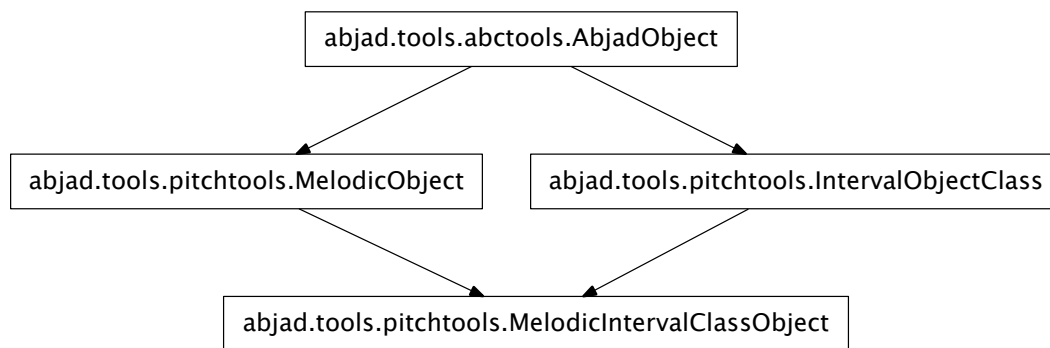 abjad.tools.abctools.AbjadObject
abjad.tools.pitchtools.MelodicObject
abjad.tools.pitchtools.IntervalObjectClass
abjad.tools.pitchtools.MelodicIntervalClassObject